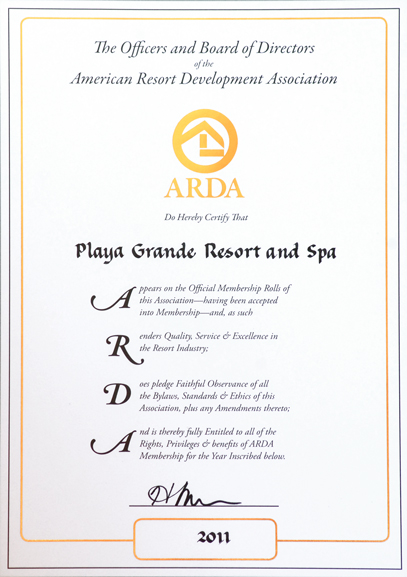 The Officers and Board of Directors
of the
American Resort Development Association
ARDA
Do Hereby Certify That
Playa Grande Resort and Spa
Appears on the Official Membership Rolls of
this Association—having been accepted
into Membership—and, as such
Renders Quality, Service & Excellence in
the Resort Industry;
Does pledge Faithful Observance of all
the Bylaws, Standards & Ethics of this
Association, plus any Amendments thereto;
And is thereby fully Entitled to all of the
Rights, Privileges & benefits of ARDA
Membership for the Year Inscribed below.
2011